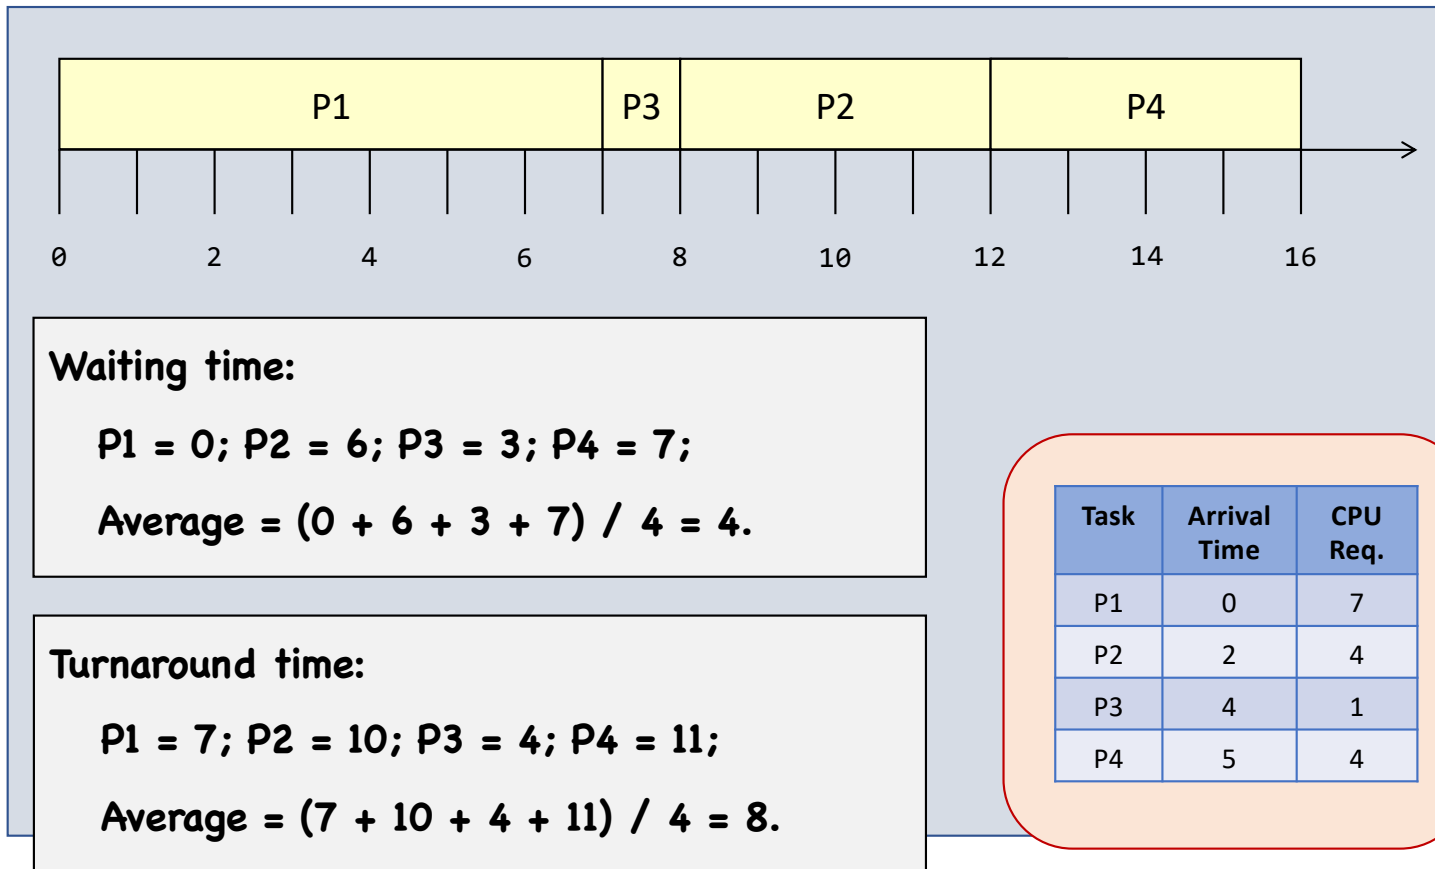 P1 P3 P2 P4
0 2 4 6 8 10 12 14 16
Waiting time:
P1 = 0; P2 = 6; P3 = 3; P4 = 7;
Average = (0 + 6 + 3 + 7) / 4 = 4.
Turnaround time:
P1 = 7; P2 = 10; P3 = 4; P4 = 11;
Average = (7 + 10 + 4 + 11) / 4 = 8.
Task Arrival CPU
Time Req.
P1 0 7
P2 2 4
P3 4 1
P4 5 4